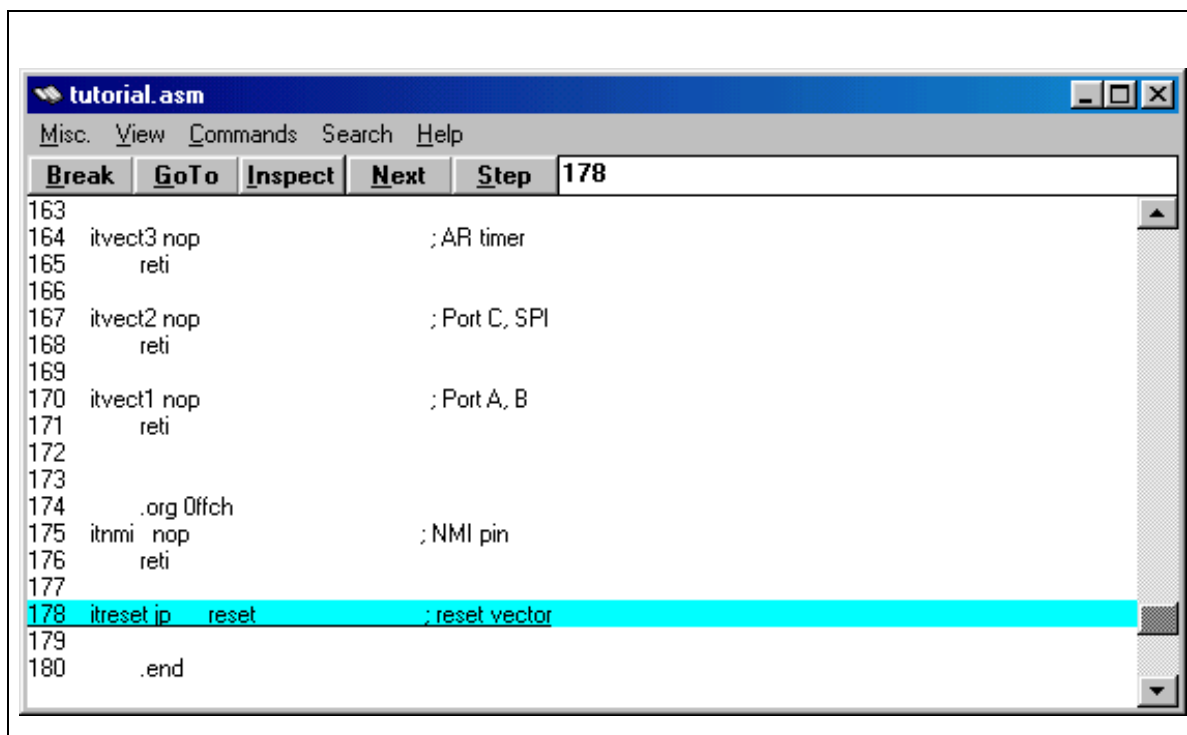 tutorial.asm
Misc. View Commands Search Help
Break GoTo Inspect Next Step 178
163
164 itvect3 nop ; AR timer
165 reti
166
167 itvect2 nop ; Port C, SPI
168 reti
169
170 itvect1 nop ; Port A, B
171 reti
172
173
174 .org 0ffch
175 itnmi nop ; NMI pin
176 reti
177
178 itreset jp reset ; reset vector
179
180 .end